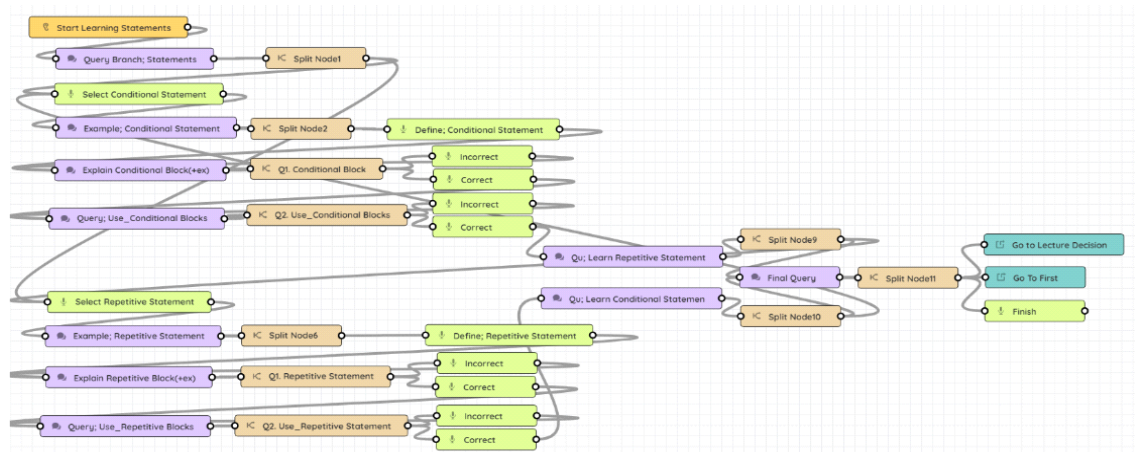 Start Learning Statements
Query Branch; Statements
Split Node1
Select Conditional Statement
Example; Conditional Statement
Split Node2
Define; Conditional Statement
Explain Conditional Block(+ex)
Q1. Conditional Block
Incorrect
Correct
Query; Use_Conditional Blocks
Q2. Use_Conditional Blocks
Incorrect
Correct
Qu; Learn Repetitive Statement
Split Node9
Final Query
Split Node11
Go to Lecture Decision
Go To First
Finish
Qu; Learn Conditional Statemen
Split Node10
Select Repetitive Statement
Example; Repetitive Statement
Split Node6
Define; Repetitive Statement
Explain Repetitive Block(+ex)
Q1. Repetitive Statement
Incorrect
Correct
Query; Use_Repetitive Blocks
Q2. Use_Repetitive Statement
Incorrect
Correct